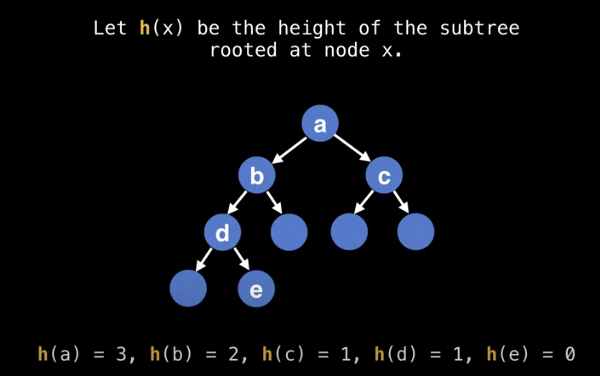 Let h(x) be the height of the subtree
rooted at node x.
a
b
c
d
e
h(a) = 3, h(b) = 2, h(c) = 1, h(d) = 1, h(e) = 0